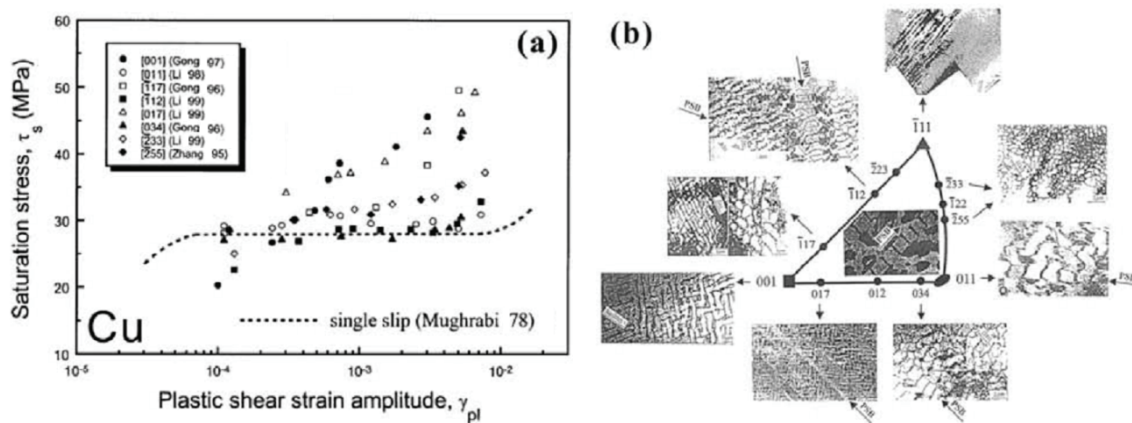 60
50
40
30
20
10
Saturation stress, τs (MPa)
(a)
[001] (Gong 97)
[011] (Li 98)
[1̄17] (Gong 96)
[1̄12] (Li 99)
[017] (Li 99)
[034] (Gong 96)
[2̄33] (Li 99)
[2̄55] (Zhang 95)
Cu
single slip (Mughrabi 78)
10⁻⁵
10⁻⁴
10⁻³
10⁻²
Plastic shear strain amplitude, γpl
(b)
PSB
PSB
1̄11
2̄23
1̄12
2̄33
1̄22
2̄55
1̄17
001
017
012
034
011
PSB
PSB
PSB